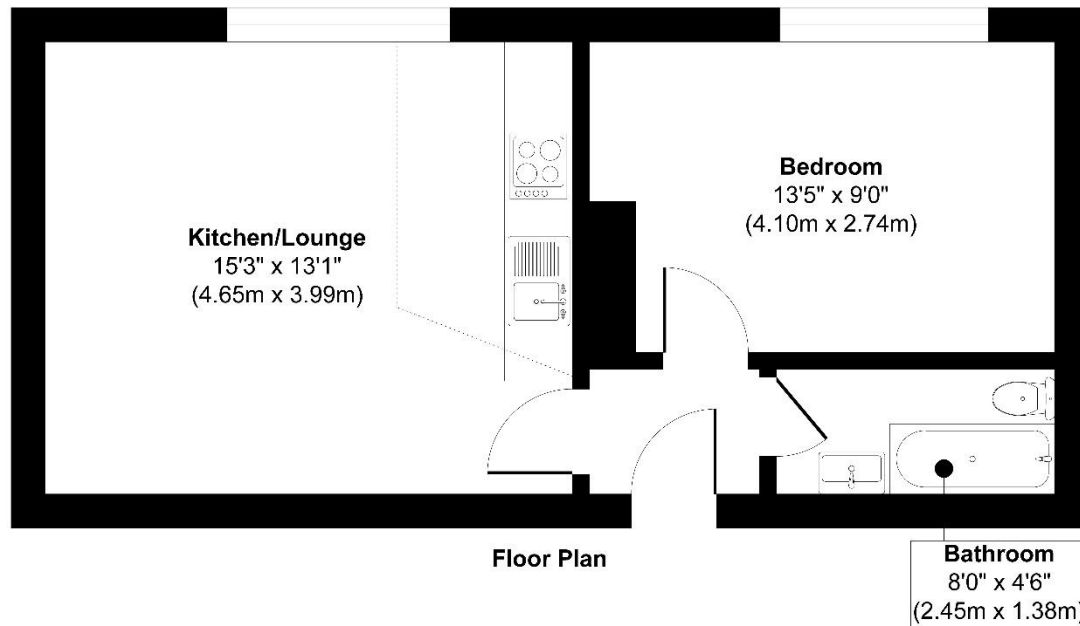 Kitchen/Lounge
15'3" x 13'1"
(4.65m x 3.99m)
Bedroom
13'5" x 9'0"
(4.10m x 2.74m)
Floor Plan
Bathroom
8'0" x 4'6"
(2.45m x 1.38m)